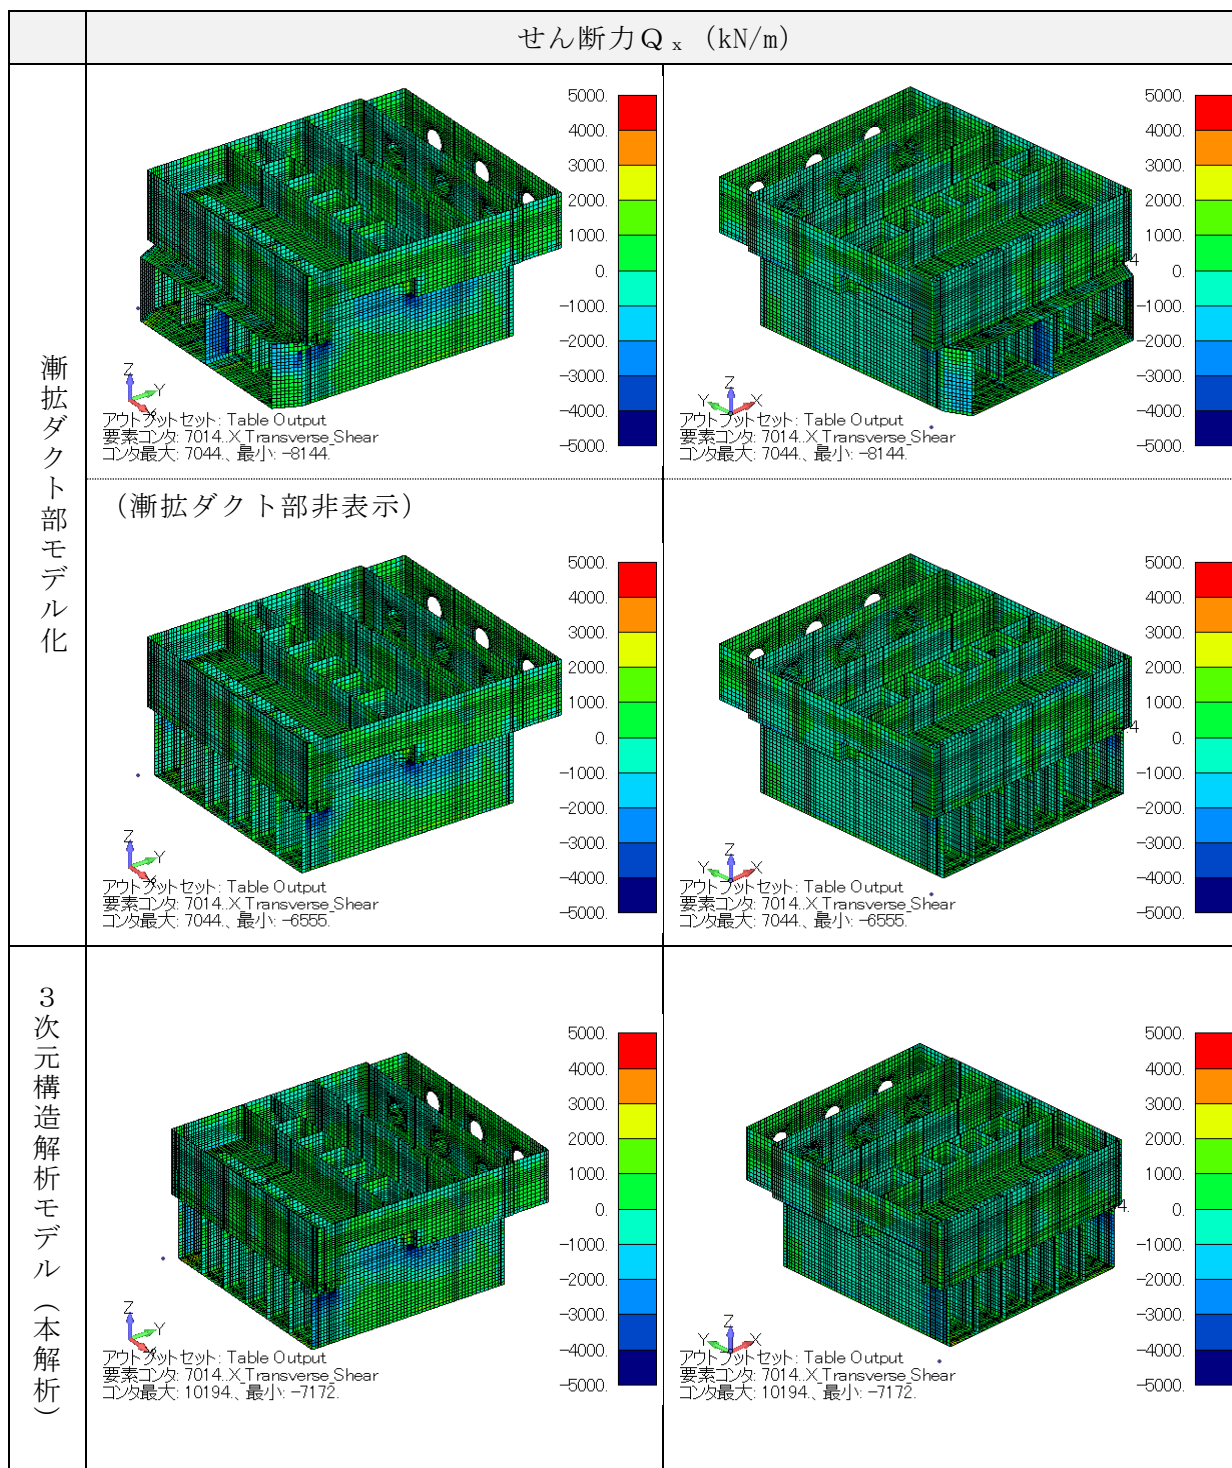 せん断力Ｑｘ (kN/m)
漸拡ダクト部モデル化
5000.
4000.
3000.
2000.
1000.
0.
-1000.
-2000.
-3000.
-4000.
-5000.
Z
Y
X
アウトプットセット: Table Output
要素コンタ: 7014..X Transverse Shear
コンタ最大: 7044.、最小: -8144.
5000.
4000.
3000.
2000.
1000.
0.
-1000.
-2000.
-3000.
-4000.
-5000.
4
Z
Y
X
アウトプットセット: Table Output
要素コンタ: 7014..X Transverse Shear
コンタ最大: 7044.、最小: -8144.
(漸拡ダクト部非表示)
5000.
4000.
3000.
2000.
1000.
0.
-1000.
-2000.
-3000.
-4000.
-5000.
Z
Y
X
アウトプットセット: Table Output
要素コンタ: 7014..X Transverse Shear
コンタ最大: 7044.、最小: -6555.
5000.
4000.
3000.
2000.
1000.
0.
-1000.
-2000.
-3000.
-4000.
-5000.
4
Z
Y
X
アウトプットセット: Table Output
要素コンタ: 7014..X Transverse Shear
コンタ最大: 7044.、最小: -6555.
３次元構造解析モデル（本解析）
5000.
4000.
3000.
2000.
1000.
0.
-1000.
-2000.
-3000.
-4000.
-5000.
Z
Y
X
アウトプットセット: Table Output
要素コンタ: 7014..X Transverse Shear
コンタ最大: 10194.、最小: -7172.
5000.
4000.
3000.
2000.
1000.
0.
-1000.
-2000.
-3000.
-4000.
-5000.
4.
Z
Y
X
アウトプットセット: Table Output
要素コンタ: 7014..X Transverse Shear
コンタ最大: 10194.、最小: -7172.